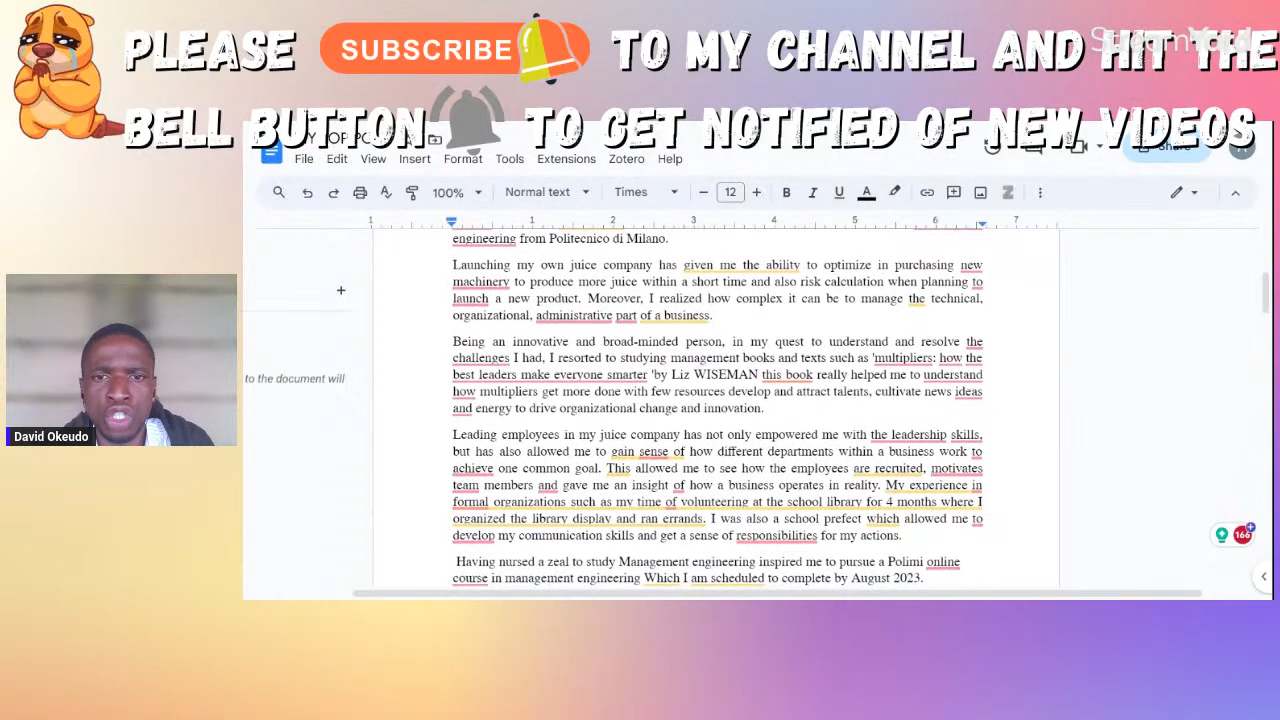 PLEASE SUBSCRIBE TO MY CHANNEL AND HIT THE
BELL BUTTON TO GET NOTIFIED OF NEW VIDEOS
Share
File Edit View Insert Format Tools Extensions Zotero Help
100% Normal text Times 12 B I U A Z
1 1 2 3 4 5 6 7
engineering from Politecnico di Milano.
Launching my own juice company has given me the ability to optimize in purchasing new
machinery to produce more juice within a short time and also risk calculation when planning to
launch a new product. Moreover, I realized how complex it can be to manage the technical,
organizational, administrative part of a business.
Being an innovative and broad-minded person, in my quest to understand and resolve the
challenges I had, I resorted to studying management books and texts such as 'multipliers: how the
best leaders make everyone smarter 'by Liz WISEMAN this book really helped me to understand
how multipliers get more done with few resources develop and attract talents, cultivate news ideas
and energy to drive organizational change and innovation.
Leading employees in my juice company has not only empowered me with the leadership skills,
but has also allowed me to gain sense of how different departments within a business work to
achieve one common goal. This allowed me to see how the employees are recruited, motivates
team members and gave me an insight of how a business operates in reality. My experience in
formal organizations such as my time of volunteering at the school library for 4 months where I
organized the library display and ran errands. I was also a school prefect which allowed me to
develop my communication skills and get a sense of responsibilities for my actions.
Having nursed a zeal to study Management engineering inspired me to pursue a Polimi online
course in management engineering Which I am scheduled to complete by August 2023.
to the document will
David Okeudo
166